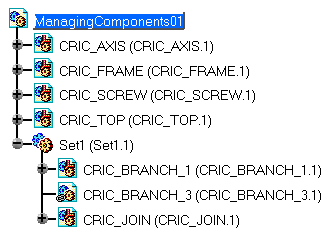 ManagingComponents01
CRIC_AXIS (CRIC_AXIS.1)
CRIC_FRAME (CRIC_FRAME.1)
CRIC_SCREW (CRIC_SCREW.1)
CRIC_TOP (CRIC_TOP.1)
Set1 (Set1.1)
CRIC_BRANCH_1 (CRIC_BRANCH_1.1)
CRIC_BRANCH_3 (CRIC_BRANCH_3.1)
CRIC_JOIN (CRIC_JOIN.1)